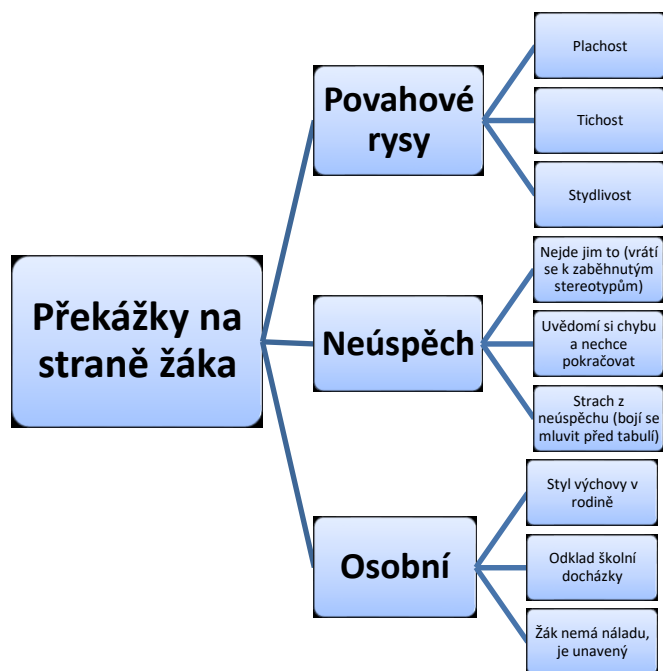 Překážky na
straně žáka
Povahové
rysy
Plachost
Tichost
Stydlivost
Neúspěch
Nejde jim to (vrátí
se k zaběhnutým
stereotypům)
Uvědomí si chybu
a nechce
pokračovat
Strach z
neúspěchu (bojí se
mluvit před tabulí)
Osobní
Styl výchovy v
rodině
Odklad školní
docházky
Žák nemá náladu,
je unavený